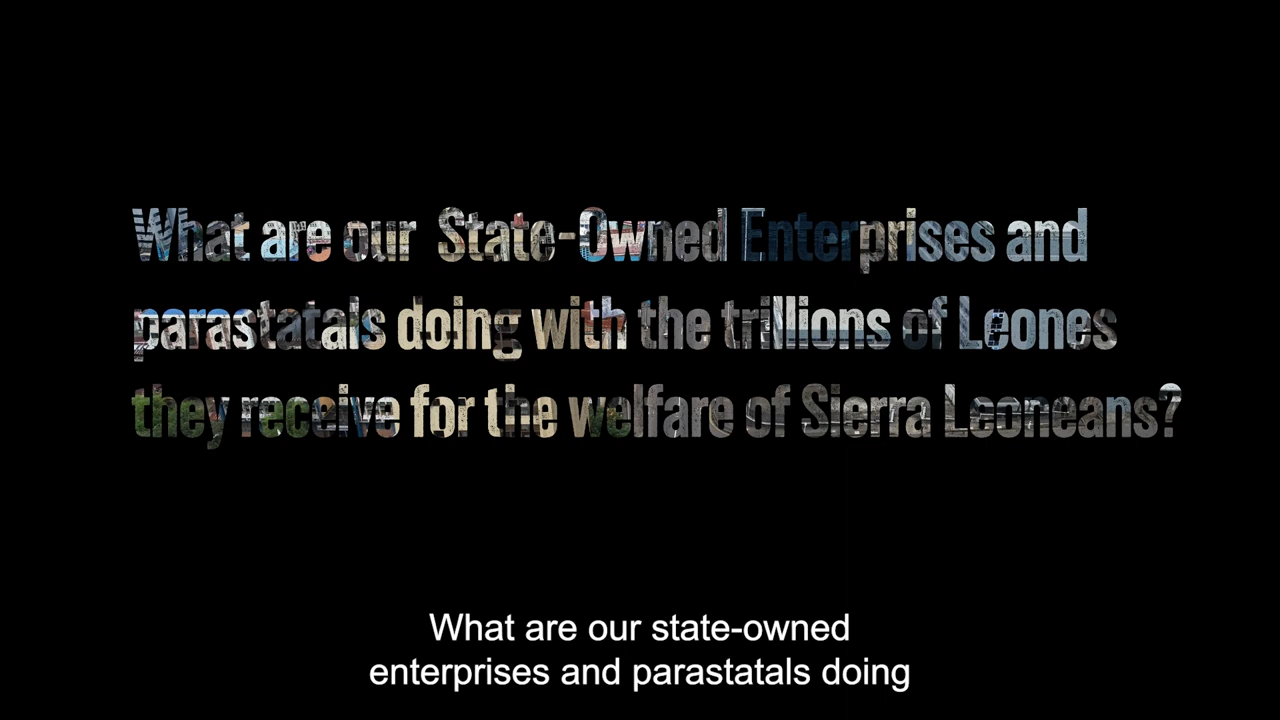 What are our State-Owned Enterprises and
parastatals doing with the trillions of Leones
they receive for the welfare of Sierra Leoneans?
What are our state-owned
enterprises and parastatals doing